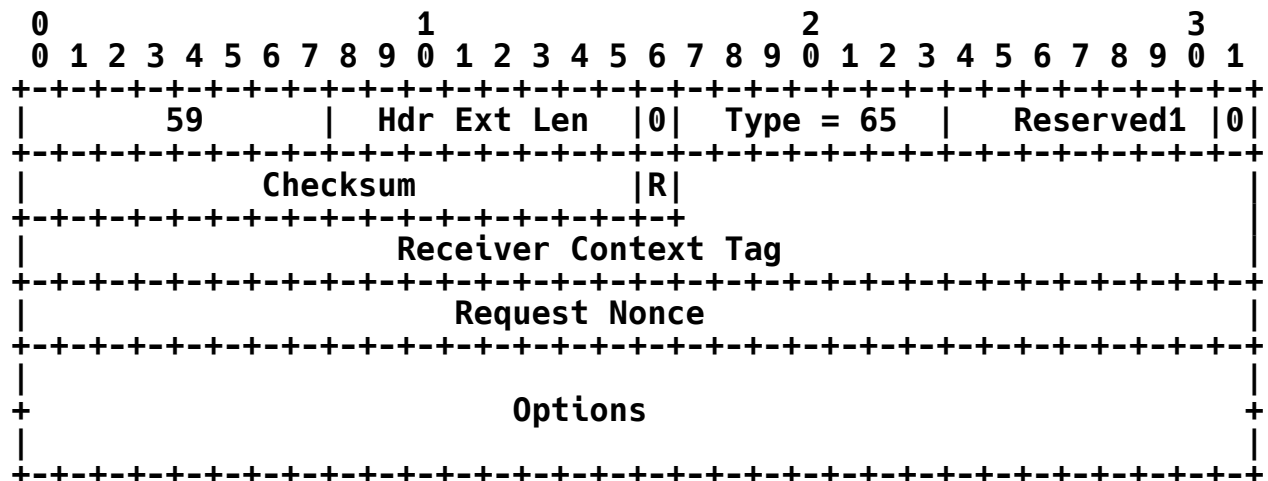 0                   1                   2                   3
 0 1 2 3 4 5 6 7 8 9 0 1 2 3 4 5 6 7 8 9 0 1 2 3 4 5 6 7 8 9 0 1
+-+-+-+-+-+-+-+-+-+-+-+-+-+-+-+-+-+-+-+-+-+-+-+-+-+-+-+-+-+-+-+-+
|       59      |  Hdr Ext Len  |0|  Type = 65  |   Reserved1 |0|
+-+-+-+-+-+-+-+-+-+-+-+-+-+-+-+-+-+-+-+-+-+-+-+-+-+-+-+-+-+-+-+-+
|            Checksum           |R|                             |
+-+-+-+-+-+-+-+-+-+-+-+-+-+-+-+-+-+                             |
|                   Receiver Context Tag                        |
+-+-+-+-+-+-+-+-+-+-+-+-+-+-+-+-+-+-+-+-+-+-+-+-+-+-+-+-+-+-+-+-+
|                      Request Nonce                            |
+-+-+-+-+-+-+-+-+-+-+-+-+-+-+-+-+-+-+-+-+-+-+-+-+-+-+-+-+-+-+-+-+
|                                                               |
+                         Options                               +
|                                                               |
+-+-+-+-+-+-+-+-+-+-+-+-+-+-+-+-+-+-+-+-+-+-+-+-+-+-+-+-+-+-+-+-+